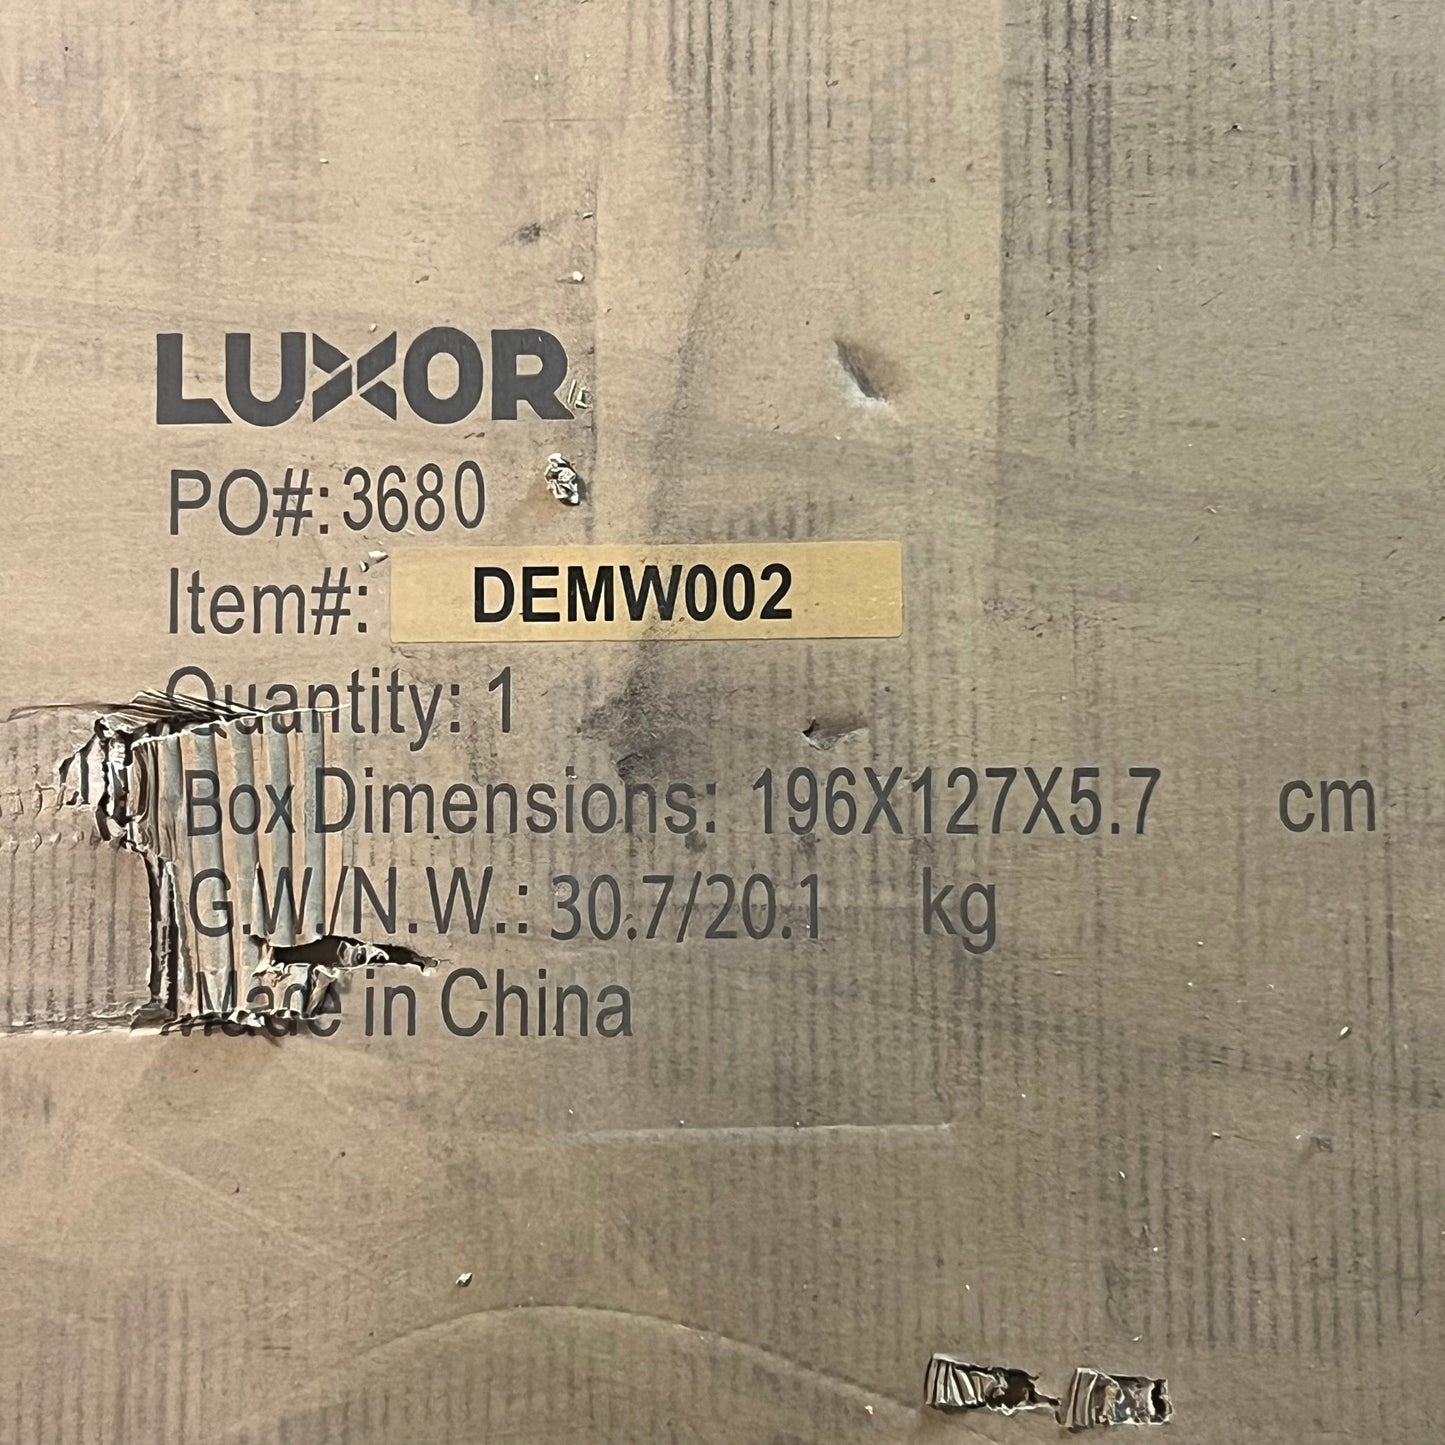 LUXOR
PO#:3680
Item#: DEMW002
Quantity: 1
Box Dimensions: 196X127X5.7 cm
G.W./N.W.: 30.7/20.1 kg
Made in China